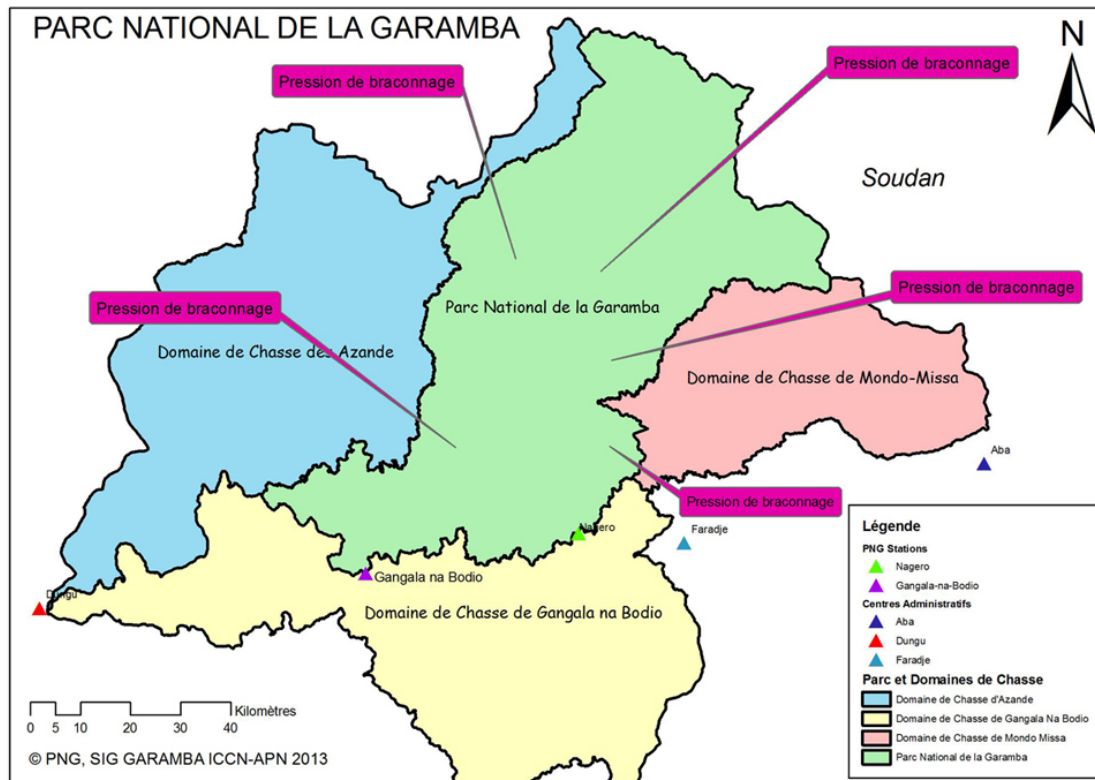 PARC NATIONAL DE LA GARAMBA
N
Pression de braconnage
Pression de braconnage
Soudan
Pression de braconnage
Pression de braconnage
Parc National de la Garamba
Domaine de Chasse des Azande
Domaine de Chasse de Mondo-Missa
Aba
Pression de braconnage
Nagero
Faradje
Gangala na Bodio
Dungu
Domaine de Chasse de Gangala na Bodio
Kilomètres
0 5 10 20 30 40
© PNG, SIG GARAMBA ICCN-APN 2013
Légende
PNG Stations
Nagero
Gangala-na-Bodio
Centres Administratifs
Aba
Dungu
Faradje
Parc et Domaines de Chasse
Domaine de Chasse d'Azande
Domaine de Chasse de Gangala Na Bodio
Domaine de Chasse de Mondo Missa
Parc National de la Garamba